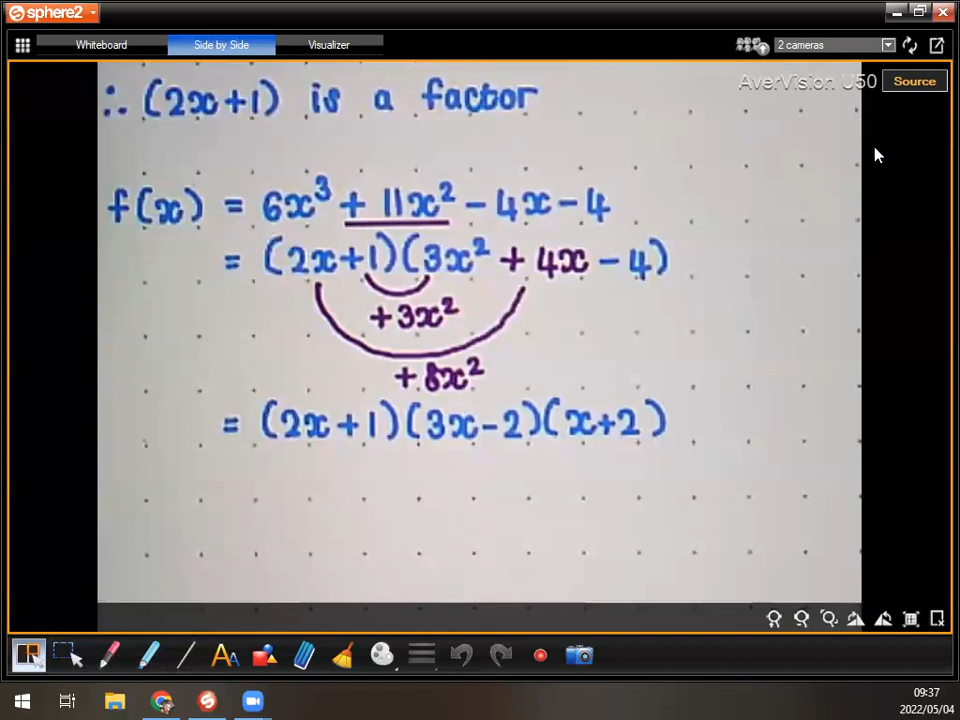 sphere2
Whiteboard Side by Side Visualizer 2 cameras
AverVision U50 Source
∴ (2x+1) is a factor
f(x) = 6x³ + 11x² - 4x - 4
= (2x+1)(3x² + 4x - 4)
+ 3x²
+ 8x²
= (2x+1)(3x-2)(x+2)
09:37
2022/05/04